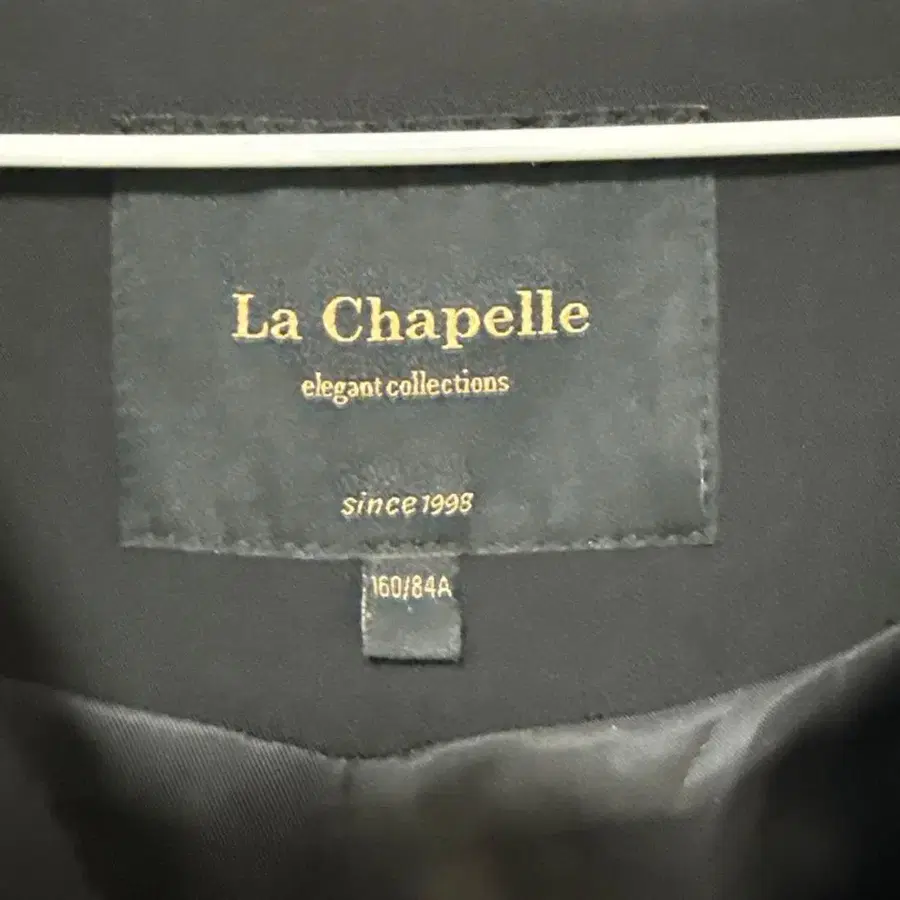 La Chapelle
elegant collections
since 1998
160/84A